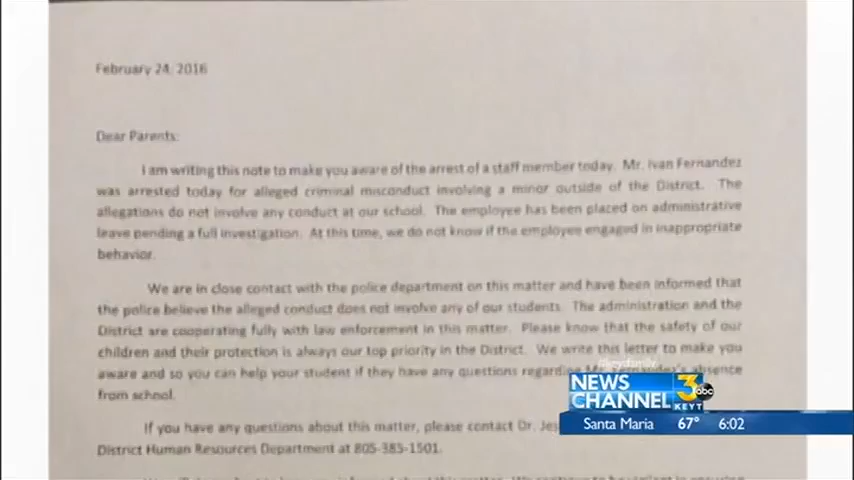 February 24, 2016
Dear Parents:
I am writing this note to make you aware of the arrest of a staff member today. Mr. Ivan Fernandez
was arrested today for alleged criminal misconduct involving a minor outside of the District. The
allegations do not involve any conduct at our school. The employee has been placed on administrative
leave pending a full investigation. At this time, we do not know if the employee engaged in inappropriate
behavior.
We are in close contact with the police department on this matter and have been informed that
the police believe the alleged conduct does not involve any of our students. The administration and the
District are cooperating fully with law enforcement in this matter. Please know that the safety of our
children and their protection is always our top priority in the District. We write this letter to make you
aware and so you can help your student if they have any questions regarding Mr. Fernandez's absence
from school.
If you have any questions about this matter, please contact Dr. Jes
District Human Resources Department at 805-385-1501.
#keysfamily
NEWS
CHANNEL 3 abc
KEYT
Santa Maria 67° 6:02